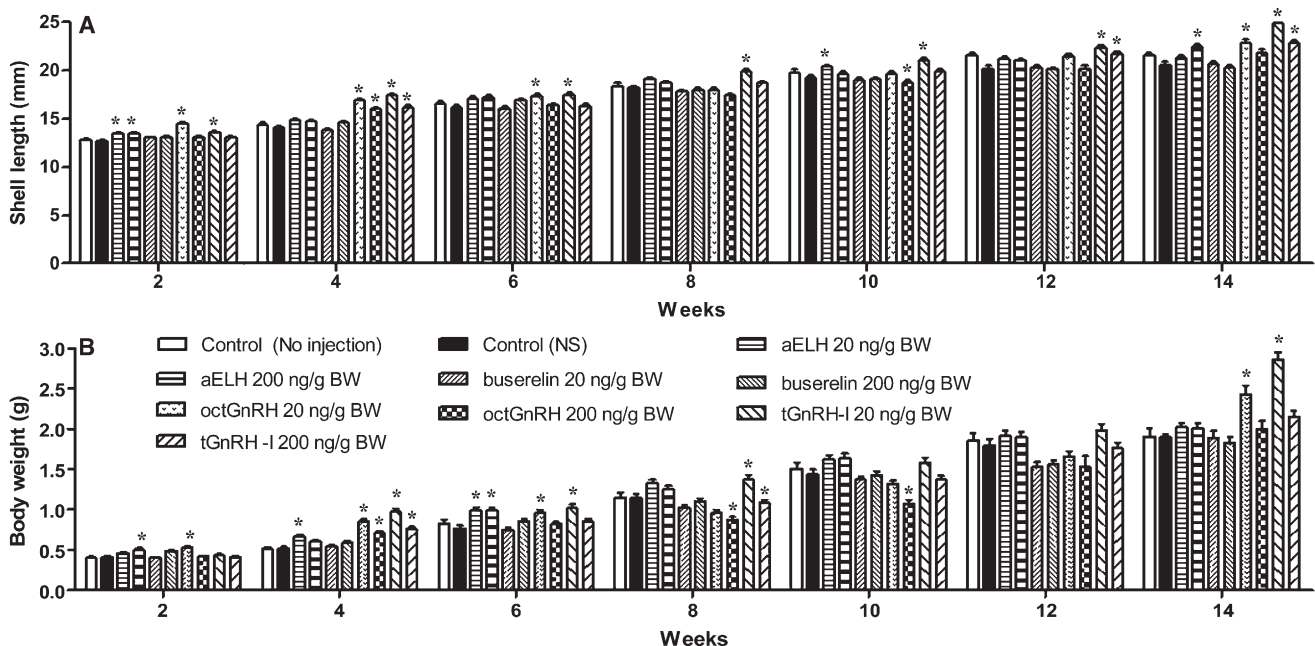 A
Shell length (mm)
25
20
15
10
5
0
* * * * * * * * * * * * * * * * * * * * *
2 4 6 8 10 12 14
Weeks
B
Body weight (g)
3.0
2.5
2.0
1.5
1.0
0.5
0.0
Control (No injection) Control (NS) aELH 20 ng/g BW
aELH 200 ng/g BW buserelin 20 ng/g BW buserelin 200 ng/g BW
octGnRH 20 ng/g BW octGnRH 200 ng/g BW tGnRH-I 20 ng/g BW
tGnRH -I 200 ng/g BW
* * * * * * * * * * * * * * * * * *
2 4 6 8 10 12 14
Weeks